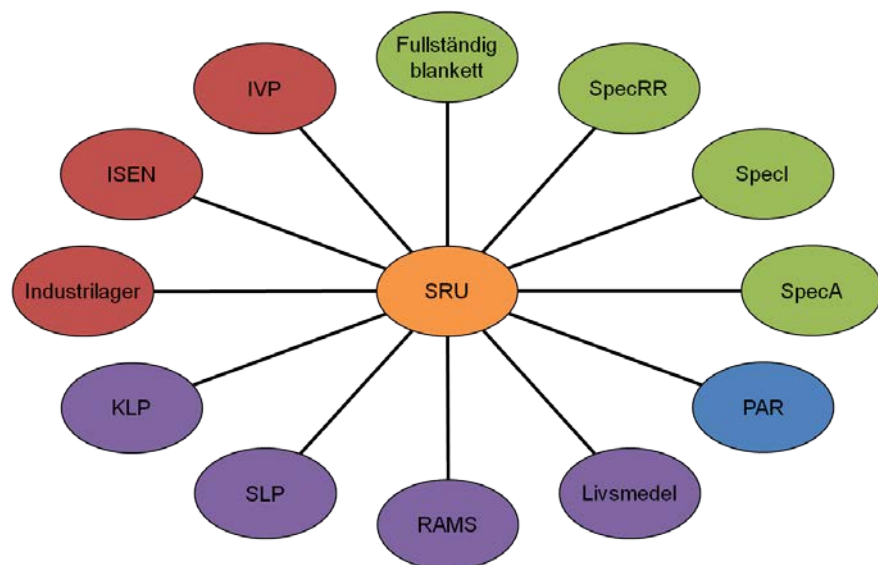 Fullständig
blankett
IVP
SpecRR
ISEN
SpecI
Industrilager
SRU
SpecA
KLP
PAR
SLP
Livsmedel
RAMS